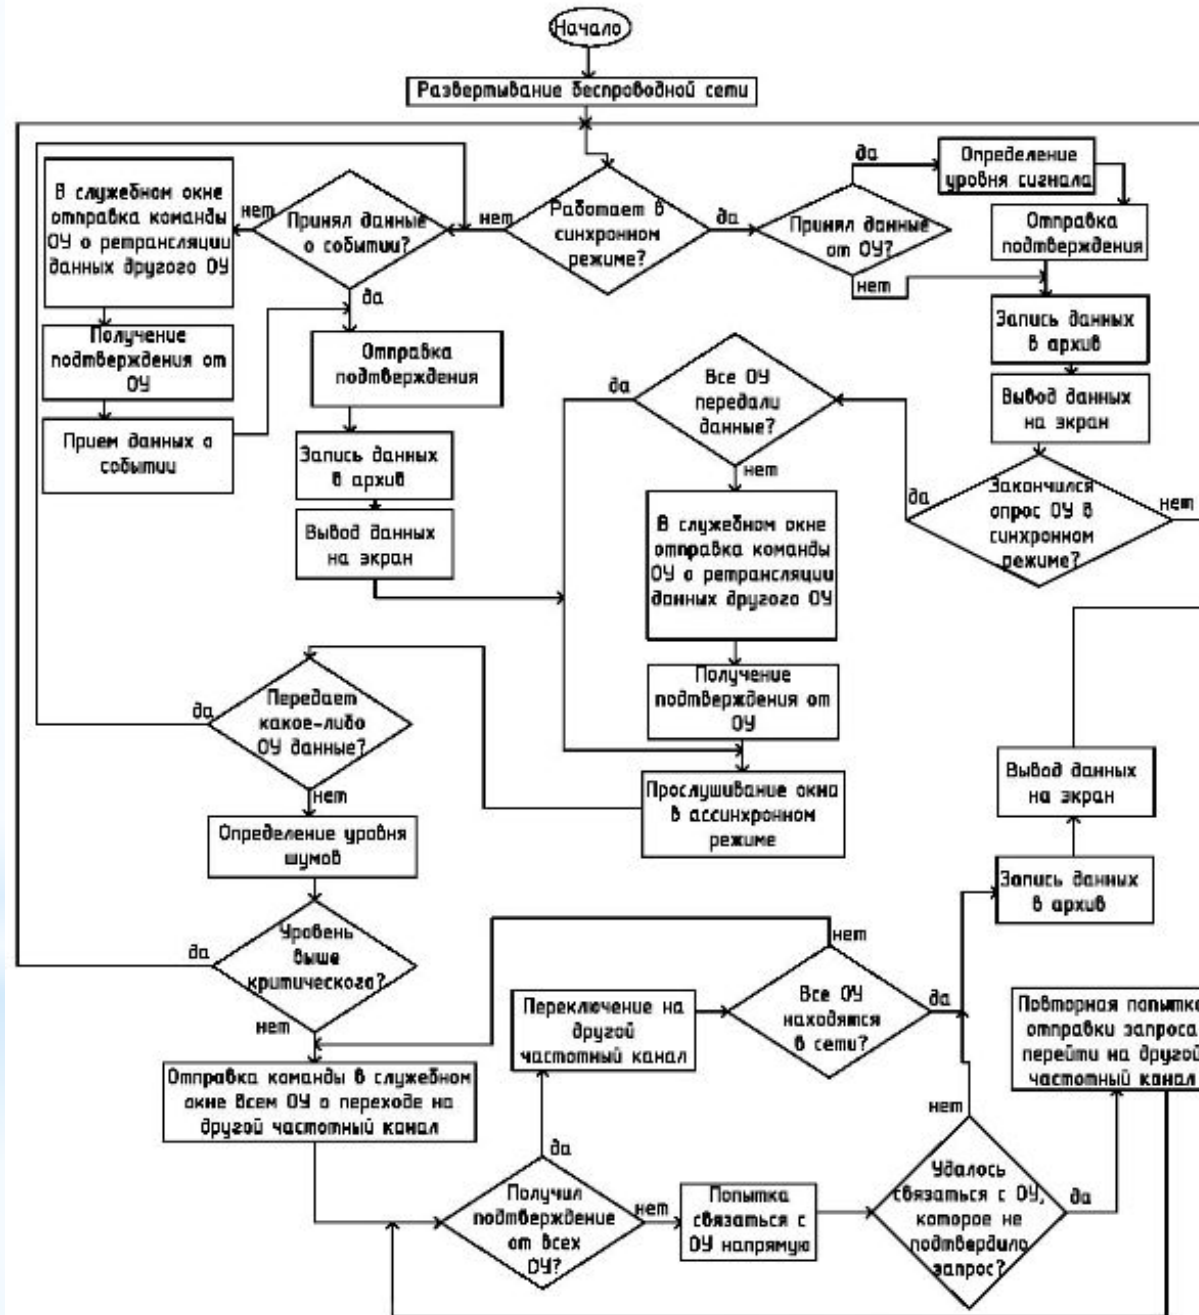 Начало
Развертывание беспроводной сети
В служебном окне
отправка команды
ОУ о ретрансляции
данных другого ОУ
нет
Принял данные
о событии?
нет
Работает в
синхронном
режиме?
да
Принял данные
от ОУ?
да
Определение
уровня сигнала
Отправка
подтверждения
нет
да
Получение
подтверждения от
ОУ
Отправка
подтверждения
Запись данных
в архив
Прием данных о
событии
Запись данных
в архив
Вывод данных
на экран
да
Все ОУ
передали
данные?
нет
Вывод данных
на экран
да
Закончился
опрос ОУ в
синхронном
режиме?
нет
В служебном окне
отправка команды
ОУ о ретрансляции
данных другого ОУ
Получение
подтверждения от
ОУ
Прослушивание окна
в ассинхронном
режиме
да
Передает
какое-либо
ОУ данные?
нет
Определение уровня
шумов
да
Уровень
выше
критического?
нет
Отправка команды в служебном
окне всем ОУ о переходе на
другой частотный канал
Вывод данных
на экран
Запись данных
в архив
Переключение на
другой
частотный канал
нет
Все ОУ
находятся
в сети?
да
Повторная попытка
отправки запроса
перейти на другой
частотный канал
да
Получил
подтверждение
от всех
ОУ?
нет
Попытка
связаться с
ОУ напрямую
нет
Удалось
связаться с ОУ,
которое не
подтвердило
запрос?
да